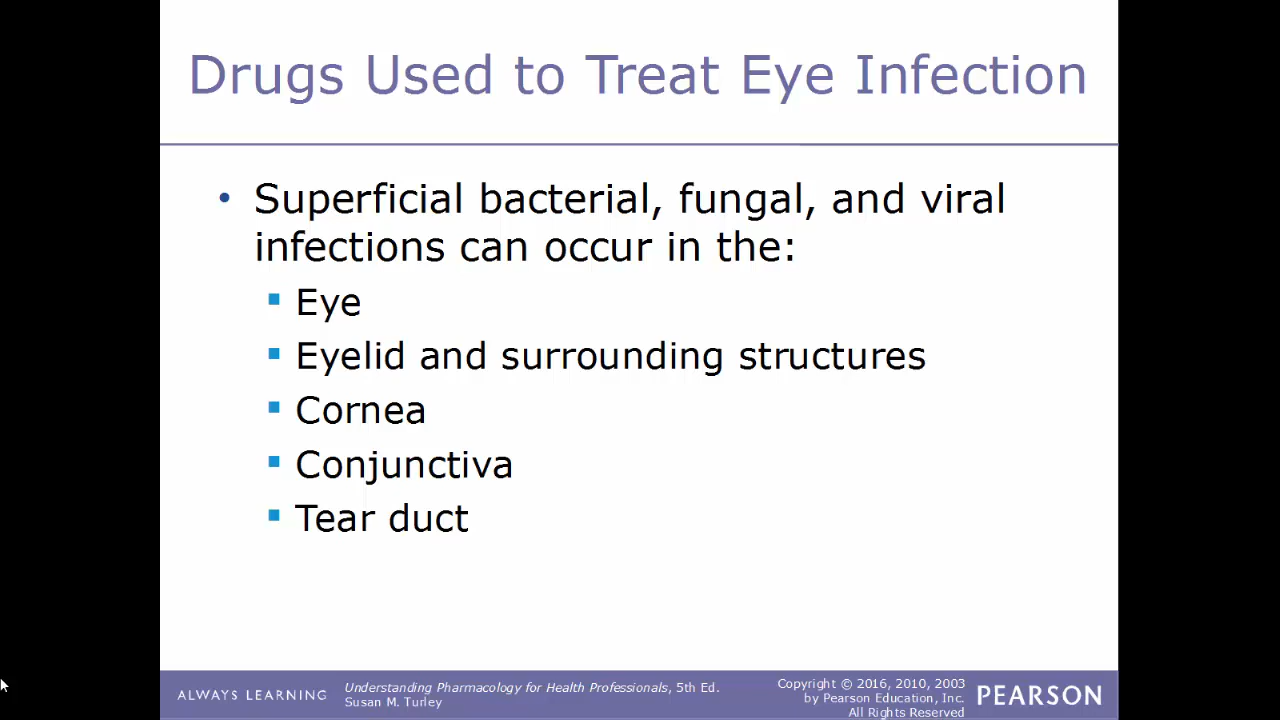 Drugs Used to Treat Eye Infection
• Superficial bacterial, fungal, and viral
infections can occur in the:
▪ Eye
▪ Eyelid and surrounding structures
▪ Cornea
▪ Conjunctiva
▪ Tear duct
ALWAYS LEARNING
Understanding Pharmacology for Health Professionals, 5th Ed.
Susan M. Turley
Copyright © 2016, 2010, 2003
by Pearson Education, Inc.
All Rights Reserved
PEARSON